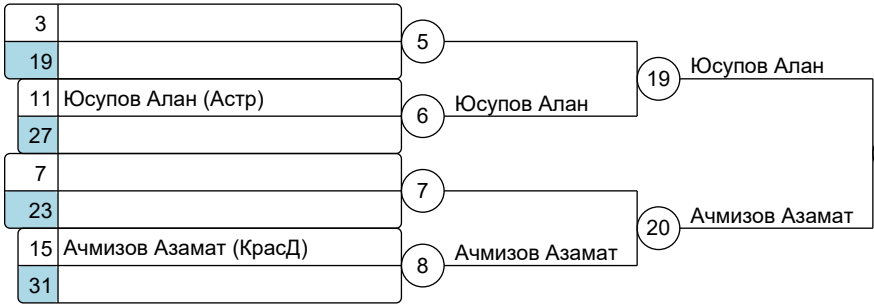 3
5
19
19 Юсупов Алан
11 Юсупов Алан (Астр)
6 Юсупов Алан
27
7
7
23
20 Ачмизов Азамат
15 Ачмизов Азамат (КрасД)
8 Ачмизов Азамат
31